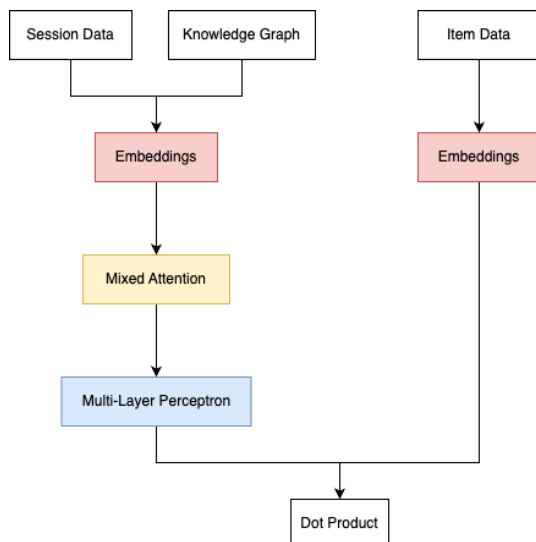 Session Data
Knowledge Graph
Item Data
Embeddings
Embeddings
Mixed Attention
Multi-Layer Perceptron
Dot Product